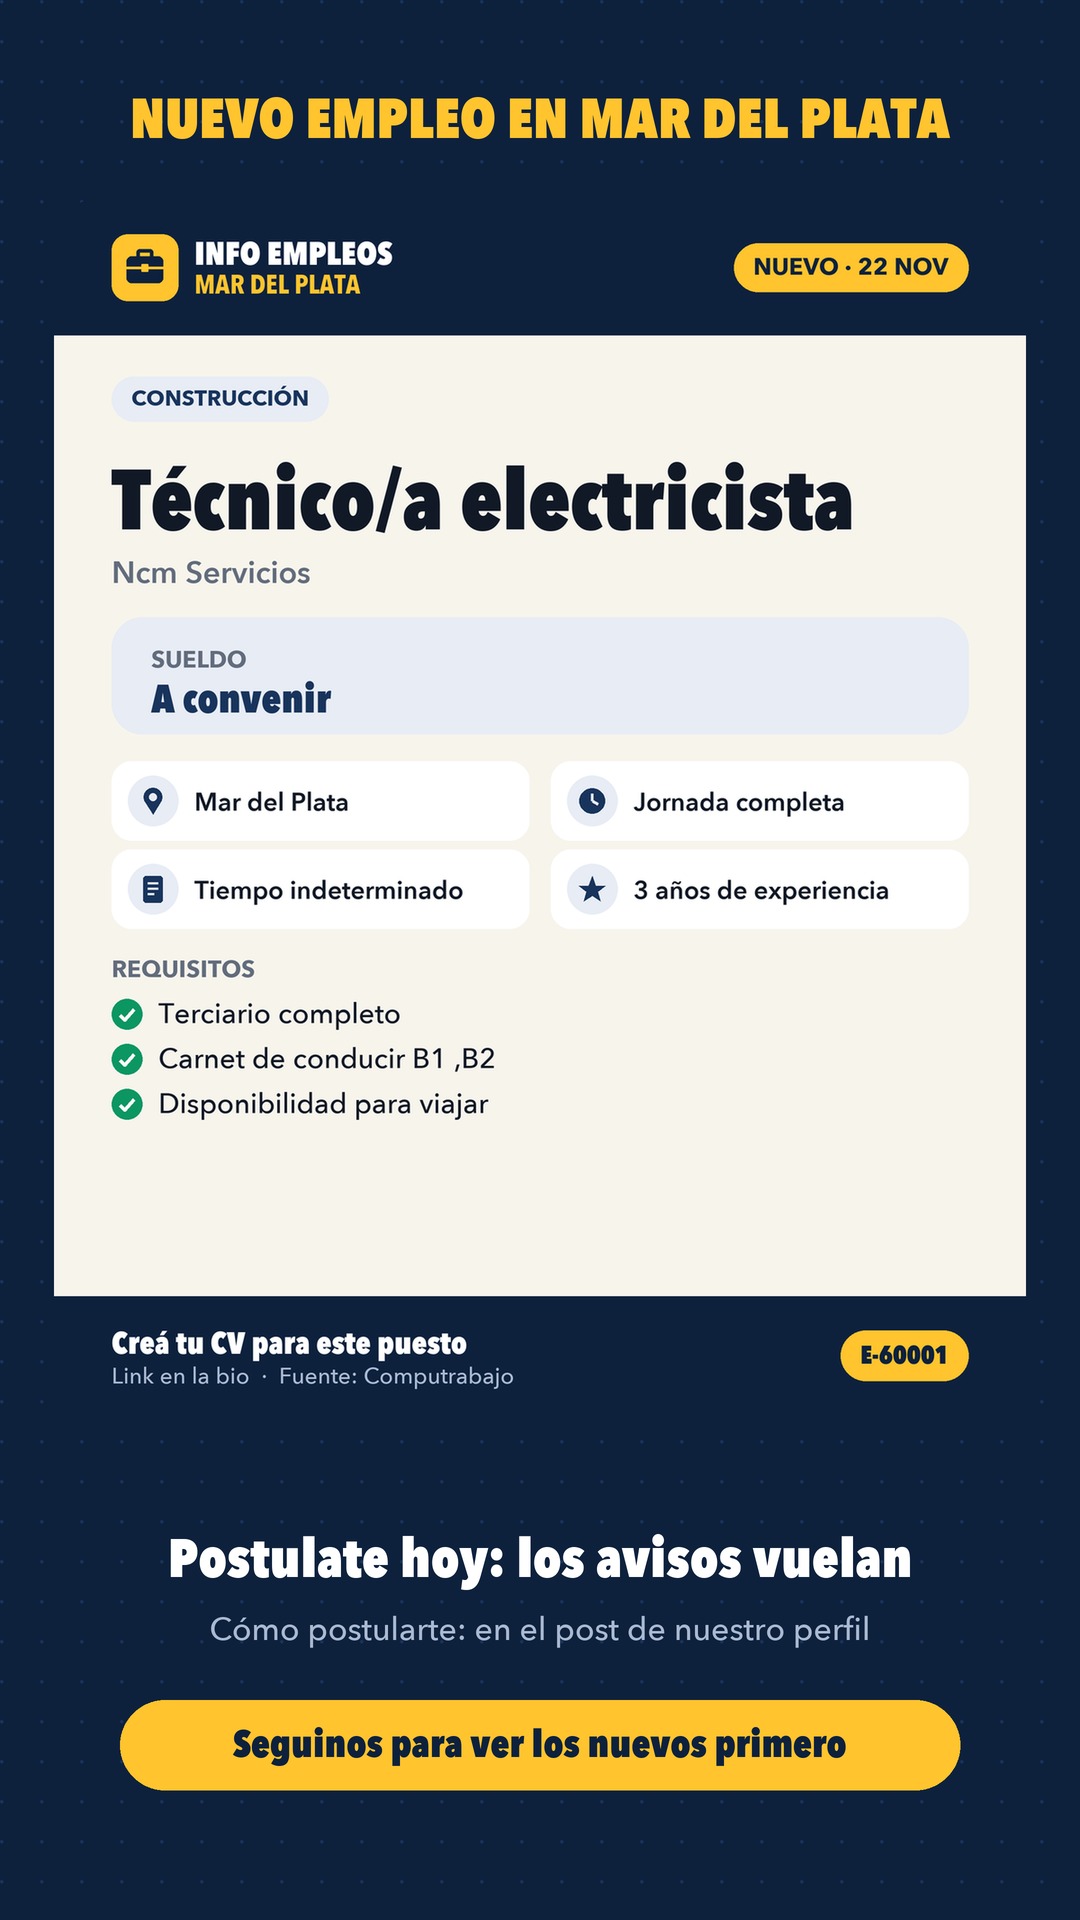 NUEVO EMPLEO EN MAR DEL PLATA
INFO EMPLEOS
MAR DEL PLATA
NUEVO · 22 NOV
CONSTRUCCIÓN
Técnico/a electricista
Ncm Servicios
SUELDO
A convenir
Mar del Plata
Jornada completa
Tiempo indeterminado
3 años de experiencia
REQUISITOS
Terciario completo
Carnet de conducir B1 ,B2
Disponibilidad para viajar
Creá tu CV para este puesto
Link en la bio · Fuente: Computrabajo
E-60001
Postulate hoy: los avisos vuelan
Cómo postularte: en el post de nuestro perfil
Seguinos para ver los nuevos primero